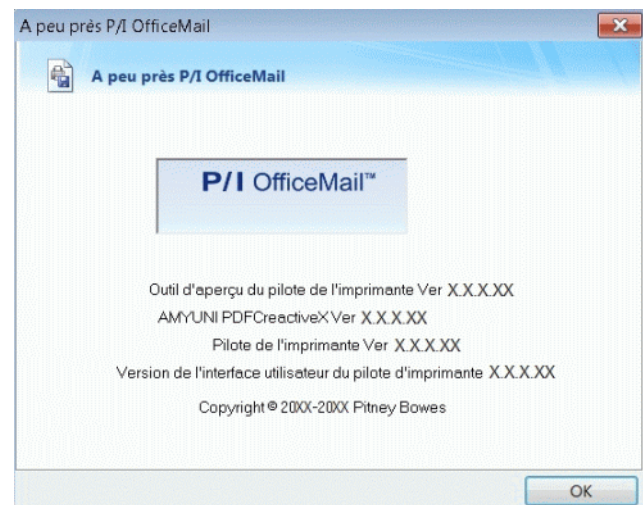 A peu près P/I OfficeMail
A peu près P/I OfficeMail
P/I OfficeMail™
Outil d'aperçu du pilote de l'imprimante Ver X.X.X.XX
AMYUNI PDFCreactiveX Ver X.X.X.XX
Pilote de l'imprimante Ver X.X.X.XX
Version de l'interface utilisateur du pilote d'imprimante X.X.X.XX
Copyright © 20XX-20XX Pitney Bowes
OK